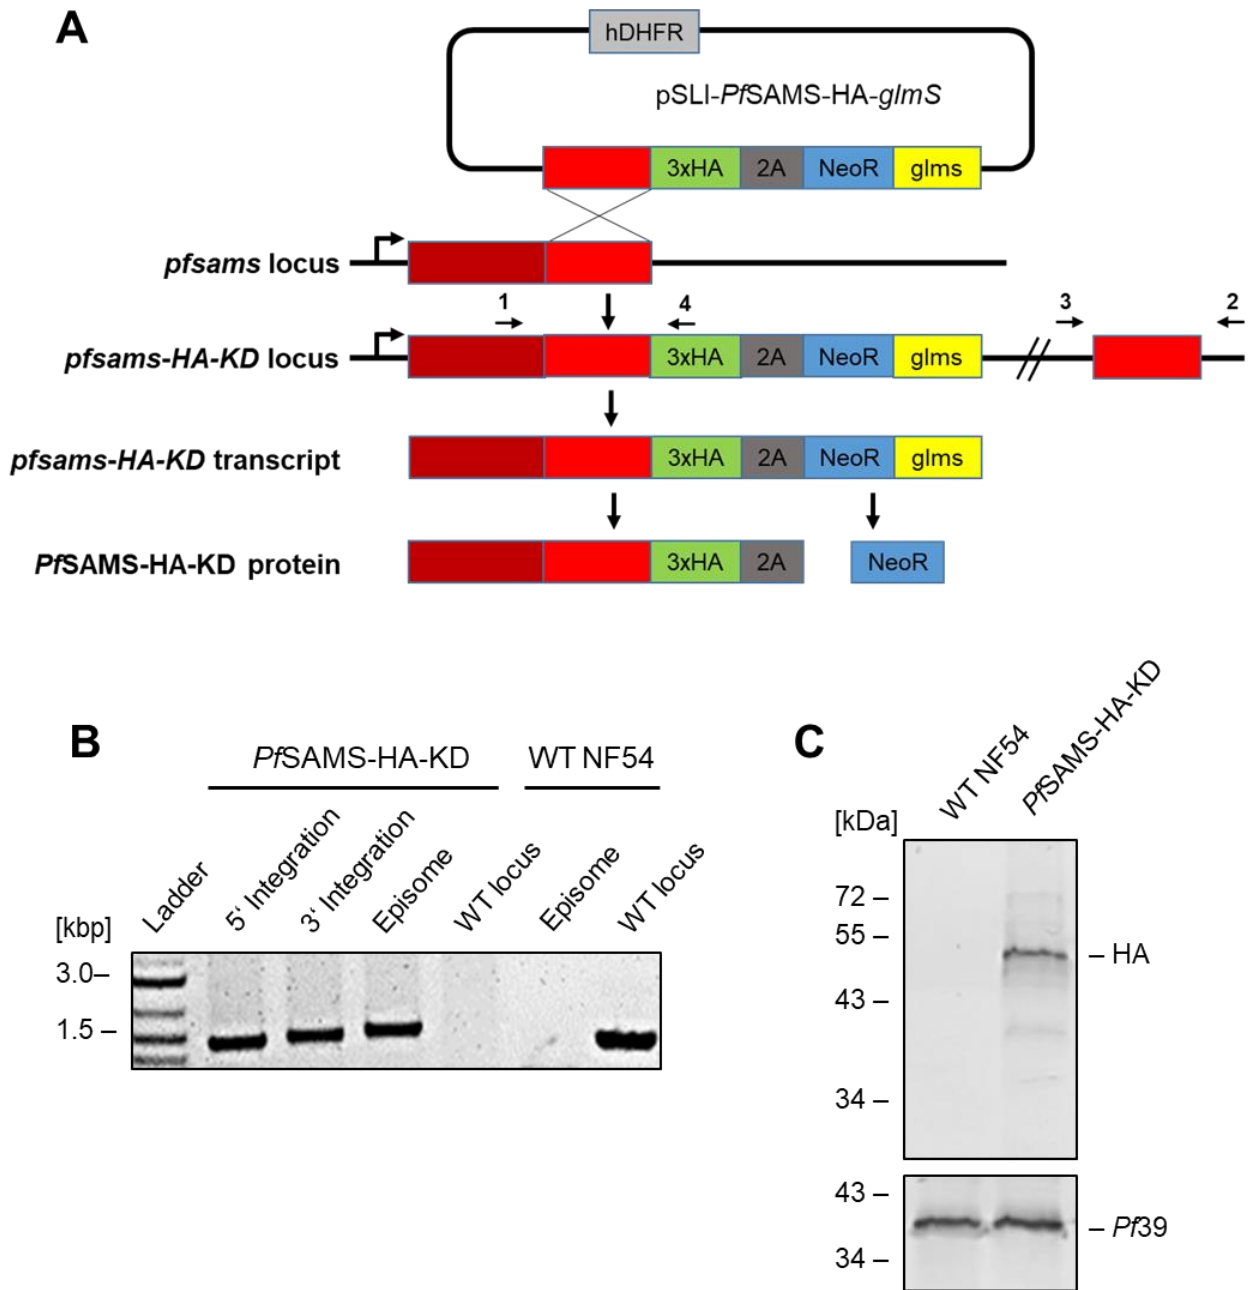 A
hDHFR
pSLI-PfSAMS-HA-glmS
3xHA 2A NeoR glms
pfsams locus
1 4 3 2
pfsams-HA-KD locus
3xHA 2A NeoR glms
pfsams-HA-KD transcript
3xHA 2A NeoR glms
PfSAMS-HA-KD protein
3xHA 2A NeoR
B
PfSAMS-HA-KD WT NF54
[kbp]
Ladder
5‘ Integration
3‘ Integration
Episome
WT locus
Episome
WT locus
3.0–
1.5 –
C
WT NF54
PfSAMS-HA-KD
[kDa]
72 –
55 –
– HA
43 –
34 –
43 –
– Pf39
34 –